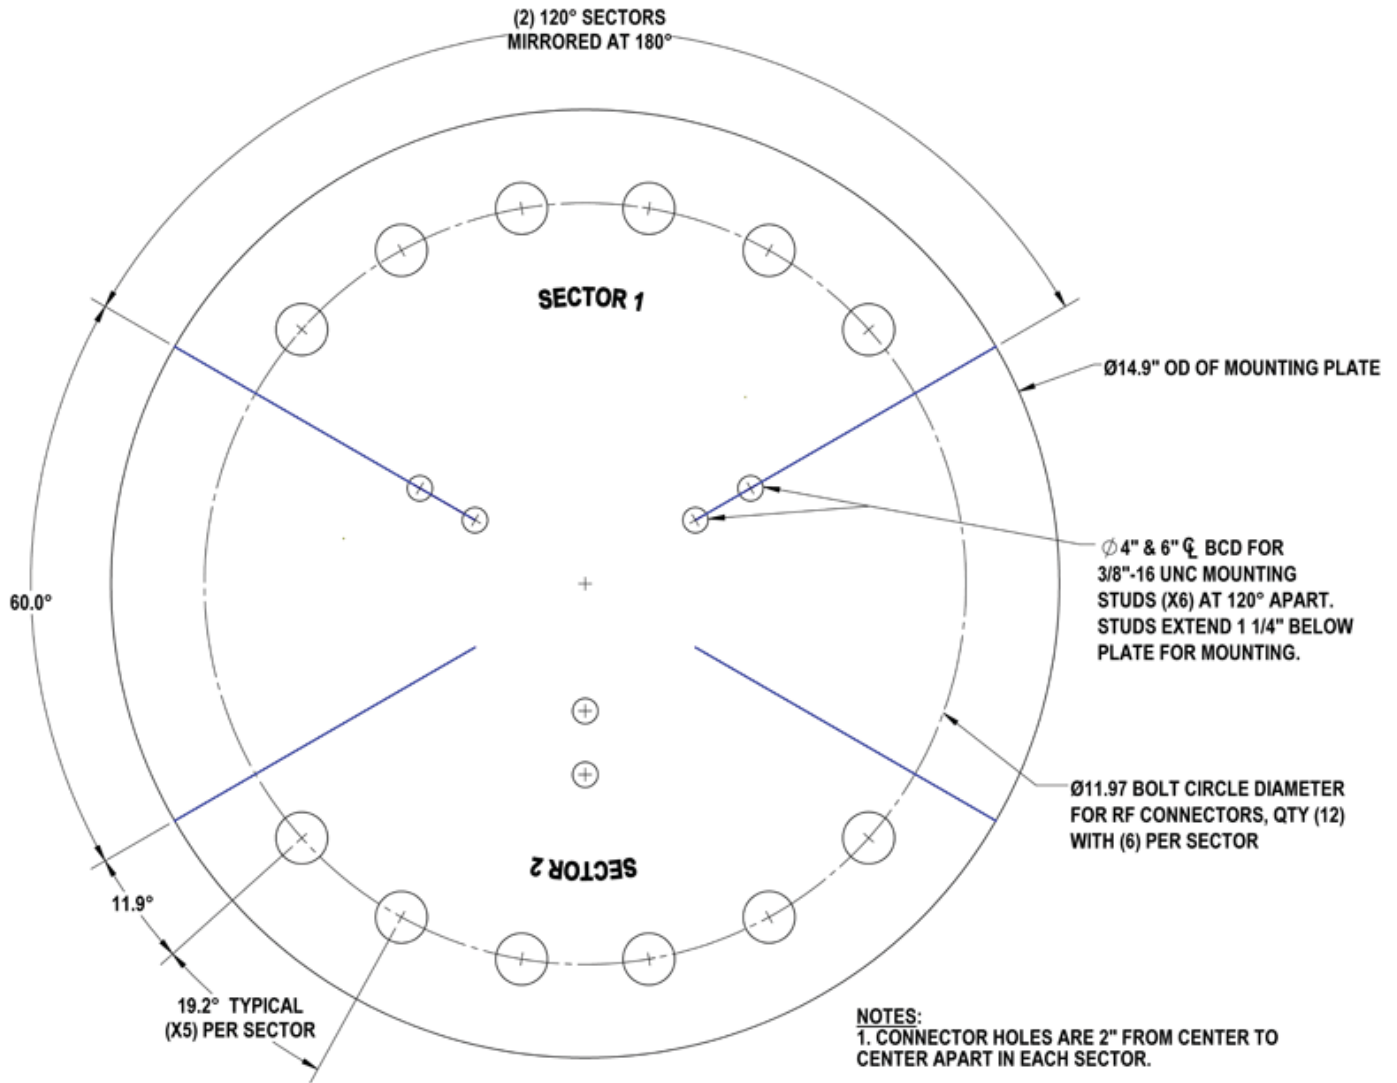 (2) 120° SECTORS
MIRRORED AT 180°
SECTOR 1
Ø14.9" OD OF MOUNTING PLATE
60.0°
∅ 4" & 6" ℄ BCD FOR
3/8"-16 UNC MOUNTING
STUDS (X6) AT 120° APART.
STUDS EXTEND 1 1/4" BELOW
PLATE FOR MOUNTING.
Ø11.97 BOLT CIRCLE DIAMETER
FOR RF CONNECTORS, QTY (12)
WITH (6) PER SECTOR
SECTOR 2
11.9°
19.2° TYPICAL
(X5) PER SECTOR
NOTES:
1. CONNECTOR HOLES ARE 2" FROM CENTER TO
CENTER APART IN EACH SECTOR.